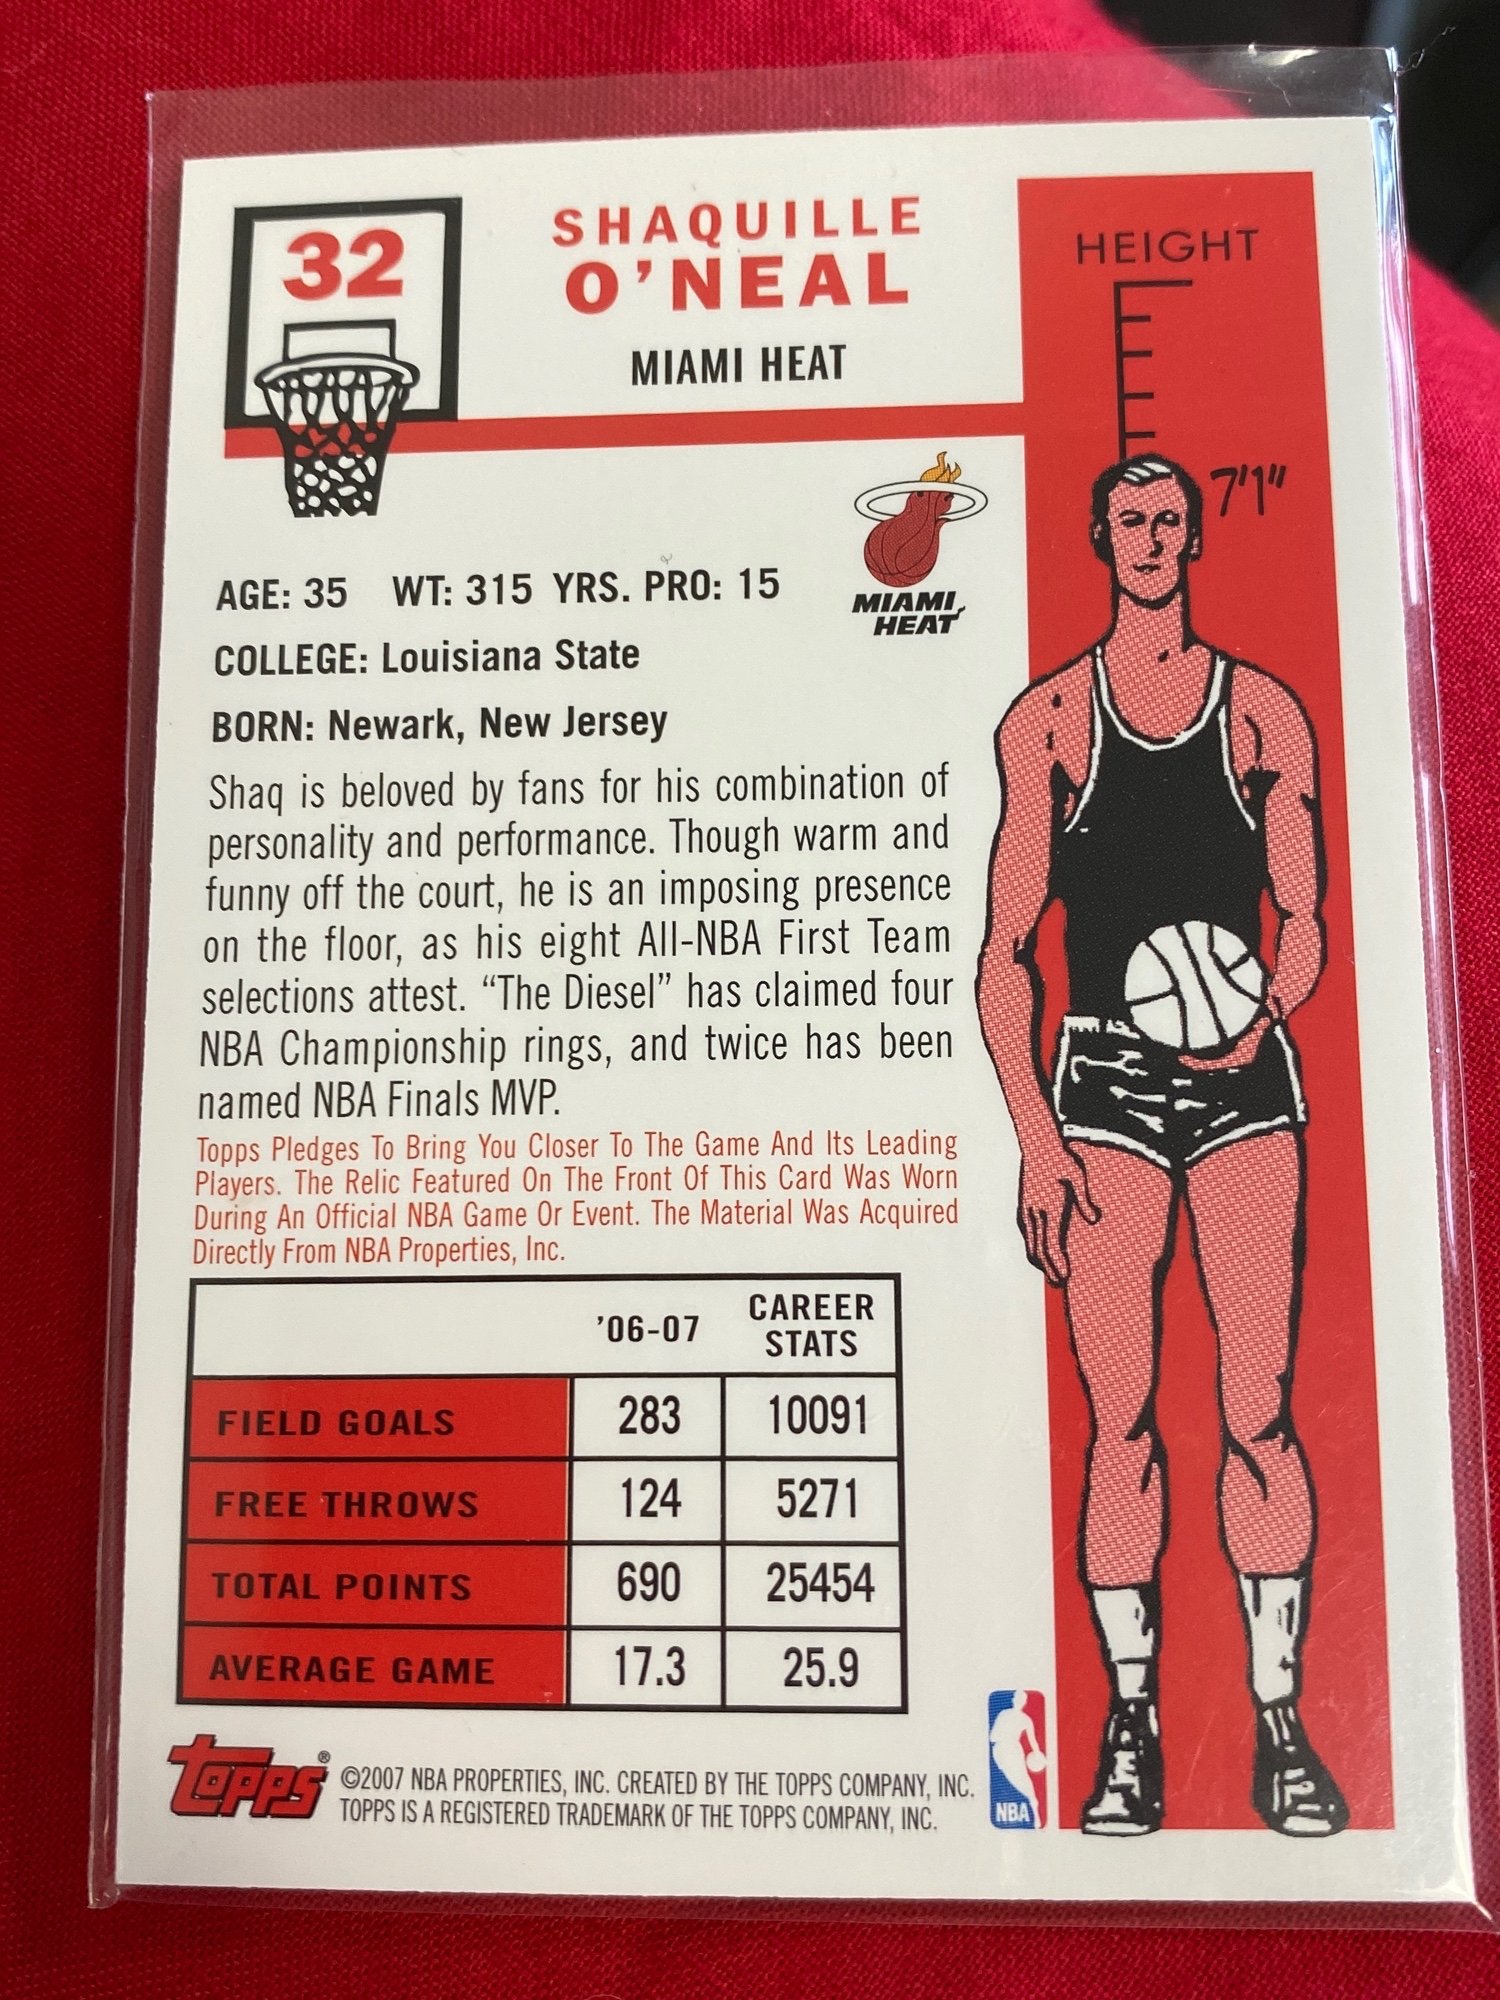 32
SHAQUILLE
O'NEAL
MIAMI HEAT
HEIGHT
7'1"
MIAMI
HEAT
AGE: 35 WT: 315 YRS. PRO: 15
COLLEGE: Louisiana State
BORN: Newark, New Jersey
Shaq is beloved by fans for his combination of
personality and performance. Though warm and
funny off the court, he is an imposing presence
on the floor, as his eight All-NBA First Team
selections attest. “The Diesel” has claimed four
NBA Championship rings, and twice has been
named NBA Finals MVP.
Topps Pledges To Bring You Closer To The Game And Its Leading
Players. The Relic Featured On The Front Of This Card Was Worn
During An Official NBA Game Or Event. The Material Was Acquired
Directly From NBA Properties, Inc.
'06-07 CAREER STATS
FIELD GOALS 283 10091
FREE THROWS 124 5271
TOTAL POINTS 690 25454
AVERAGE GAME 17.3 25.9
topps®
©2007 NBA PROPERTIES, INC. CREATED BY THE TOPPS COMPANY, INC.
TOPPS IS A REGISTERED TRADEMARK OF THE TOPPS COMPANY, INC.
NBA